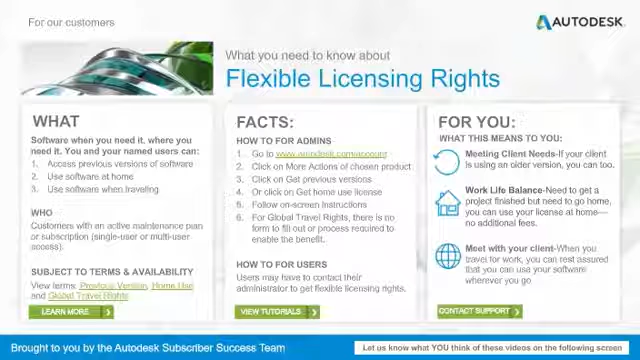 For our customers
AUTODESK
What you need to know about
Flexible Licensing Rights
WHAT
Software when you need it, where you
need it. You and your named users can:
1. Access previous versions of software
2. Use software at home
3. Use software when traveling
WHO
Customers with an active maintenance plan
or subscription (single-user or multi-user
access).
SUBJECT TO TERMS & AVAILABILITY
View terms: Previous Version, Home Use
and Global Travel Rights
LEARN MORE
FACTS:
HOW TO FOR ADMINS
1. Go to www.autodesk.com/account
2. Click on More Actions of chosen product
3. Click on Get previous versions
4. Or click on Get home use license
5. Follow on-screen Instructions
6. For Global Travel Rights, there is no
form to fill out or process required to
enable the benefit.
HOW TO FOR USERS
Users may have to contact their
administrator to get flexible licensing rights.
VIEW TUTORIALS
FOR YOU:
WHAT THIS MEANS TO YOU:
Meeting Client Needs-If your client
is using an older version, you can too.
Work Life Balance-Need to get a
project finished but need to go home,
you can use your license at home—
no additional fees.
Meet with your client-When you
travel for work, you can rest assured
that you can use your software
wherever you go
CONTACT SUPPORT
Brought to you by the Autodesk Subscriber Success Team
Let us know what YOU think of these videos on the following screen